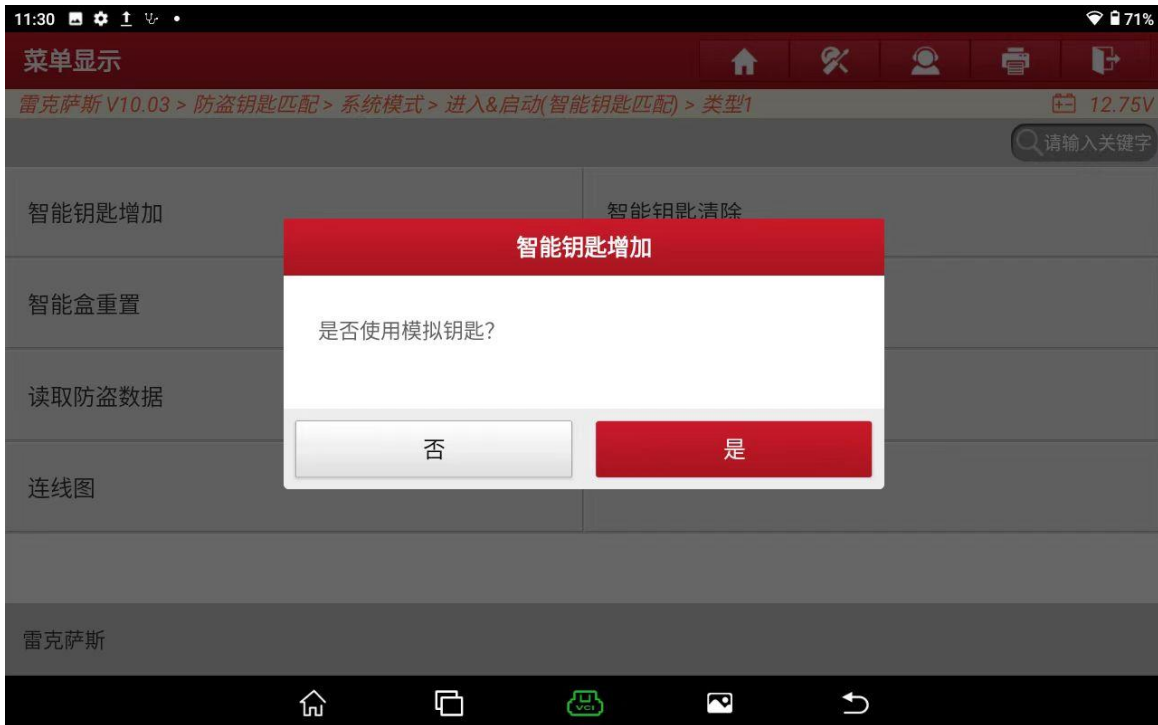 11:30
71%
菜单显示
雷克萨斯 V10.03 > 防盗钥匙匹配 > 系统模式 > 进入&启动(智能钥匙匹配) > 类型1
12.75V
请输入关键字
智能钥匙增加
智能钥匙清除
智能钥匙增加
智能盒重置
是否使用模拟钥匙?
读取防盗数据
否
是
连线图
雷克萨斯
VCI